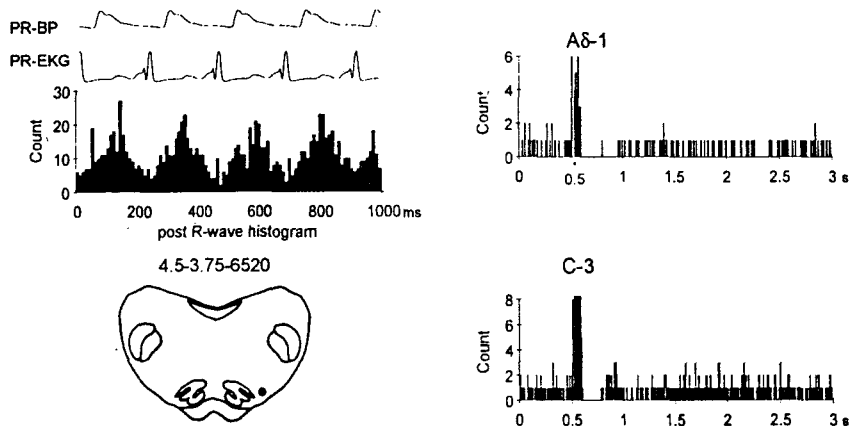 PR-BP
PR-EKG
Count
30
20
10
0
0 200 400 600 800 1000 ms
post R-wave histogram
4.5-3.75-6520
Aδ-1
Count
6
4
2
0
0 0.5 1 1.5 2 2.5 3 s
C-3
Count
8
6
4
2
0
0 0.5 1 1.5 2 2.5 3 s